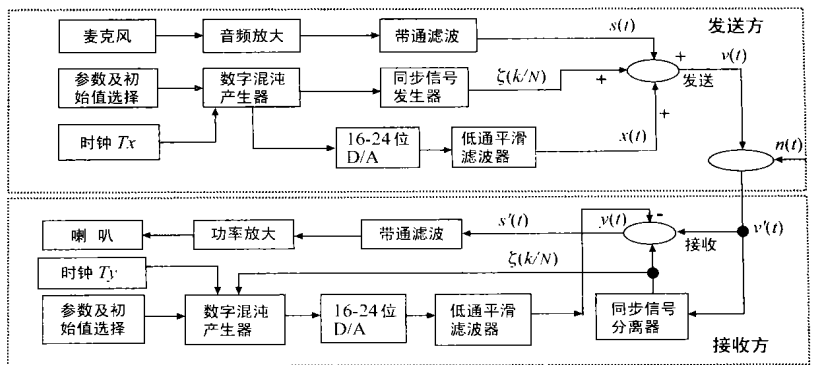 发送方
麦克风
音频放大
带通滤波
s(t)
+
v(t)
发送
参数及初
始值选择
数字混沌
产生器
同步信号
发生器
ζ(k/N)
+
+
时钟 Tx
16-24 位
D/A
低通平滑
滤波器
x(t)
n(t)
喇 叭
功率放大
带通滤波
s′(t)
y(t)
-
接收
v′(t)
时钟 Ty
ζ(k/N)
参数及初
始值选择
数字混沌
产生器
16-24 位
D/A
低通平滑
滤波器
同步信号
分离器
接收方